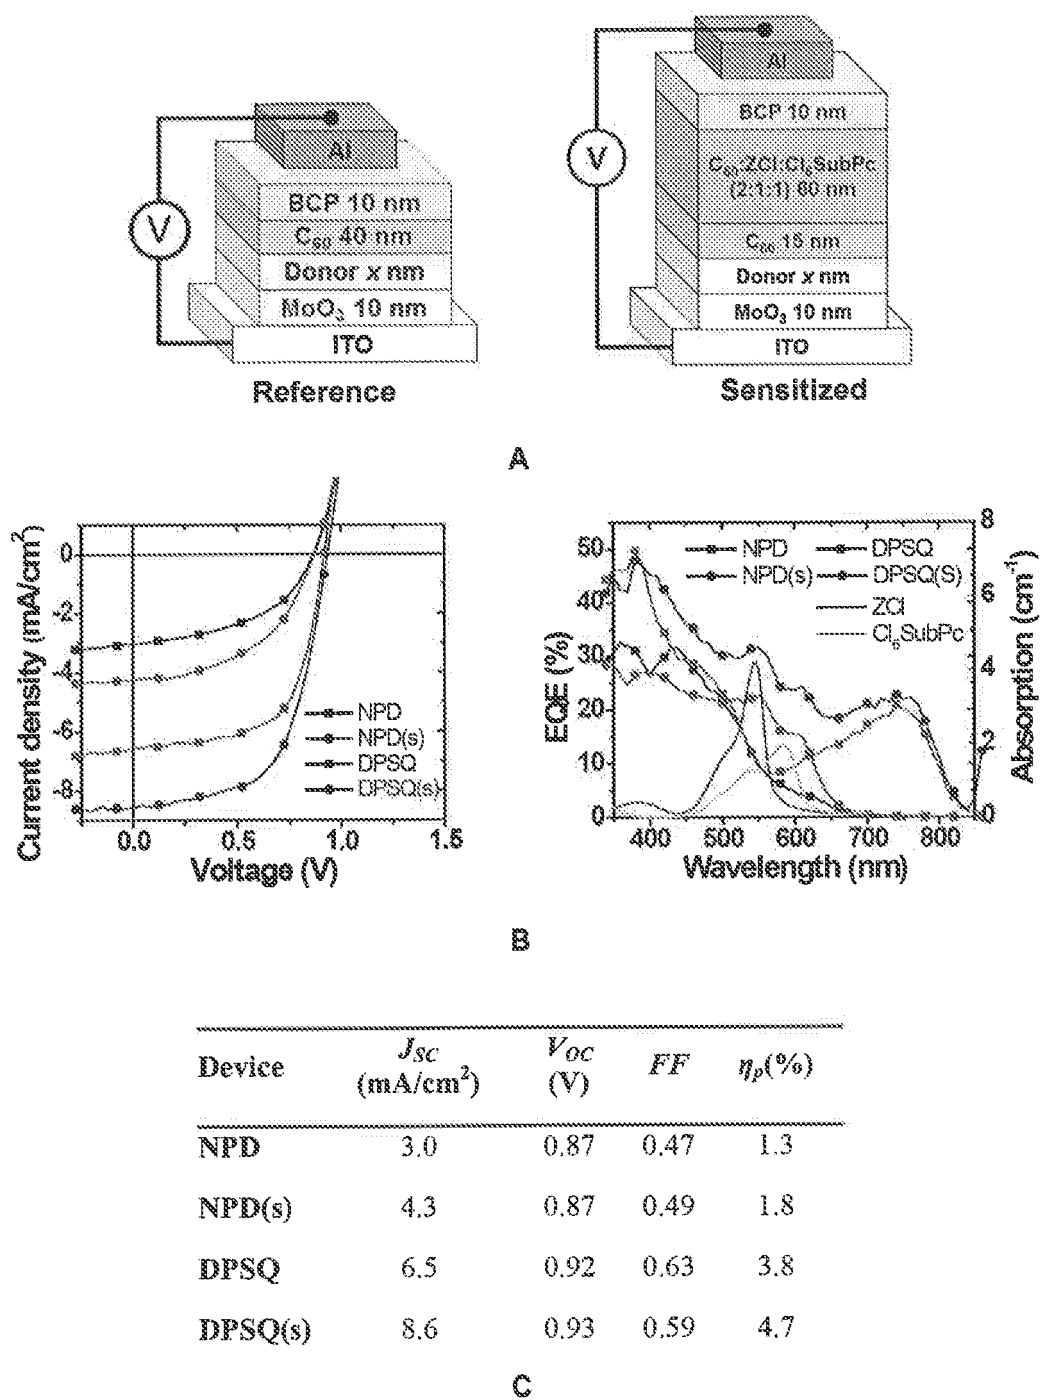 Al
BCP 10 nm
C₆₀ 40 nm
Donor x nm
MoO₃ 10 nm
ITO
V
Reference
Al
BCP 10 nm
C₆₀:ZCl:Cl₆SubPc
(2:1:1) 60 nm
C₆₀ 15 nm
Donor x nm
MoO₃ 10 nm
ITO
V
Sensitized
A
Current density (mA/cm²)
0
-2
-4
-6
-8
NPD
NPD(s)
DPSQ
DPSQ(s)
0.0 0.5 1.0 1.5
Voltage (V)
EQE (%)
50
40
30
20
10
0
NPD DPSQ
NPD(s) DPSQ(S)
ZCl
Cl₆SubPc
8
6
4
2
0
Absorption (cm⁻¹)
400 500 600 700 800
Wavelength (nm)
B
Device J_SC (mA/cm²) V_OC (V) FF η_p(%)
NPD 3.0 0.87 0.47 1.3
NPD(s) 4.3 0.87 0.49 1.8
DPSQ 6.5 0.92 0.63 3.8
DPSQ(s) 8.6 0.93 0.59 4.7
C